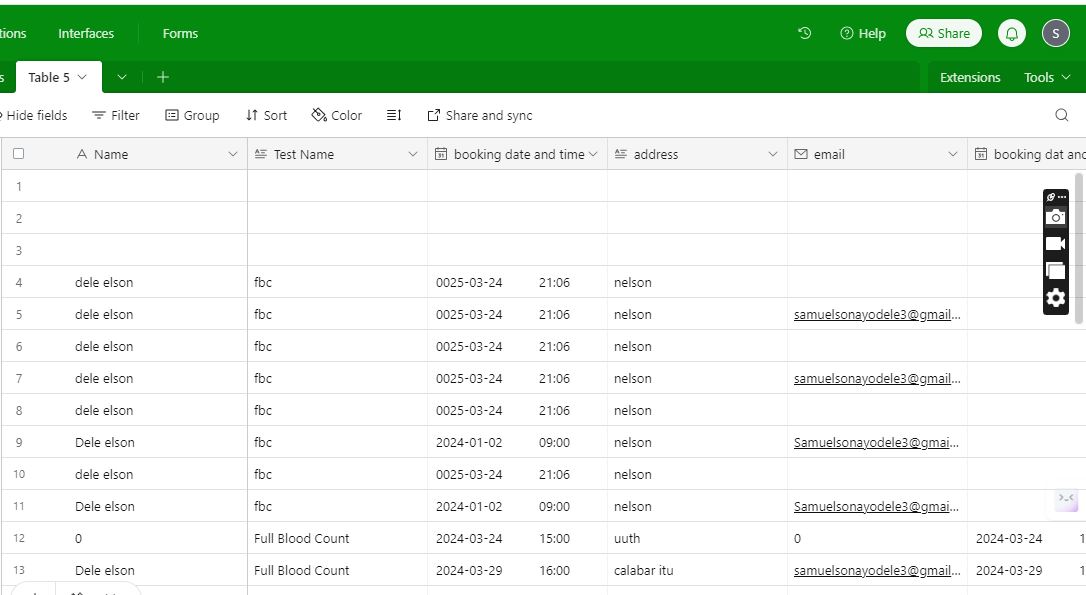 tions Interfaces Forms Help Share S
s Table 5 Extensions Tools
Hide fields Filter Group Sort Color Share and sync
Name Test Name booking date and time address email booking dat and
1
2
3
4 dele elson fbc 0025-03-24 21:06 nelson
5 dele elson fbc 0025-03-24 21:06 nelson samuelsonayodele3@gmail...
6 dele elson fbc 0025-03-24 21:06 nelson
7 dele elson fbc 0025-03-24 21:06 nelson samuelsonayodele3@gmail...
8 dele elson fbc 0025-03-24 21:06 nelson
9 Dele elson fbc 2024-01-02 09:00 nelson Samuelsonayodele3@gmai...
10 dele elson fbc 0025-03-24 21:06 nelson
11 Dele elson fbc 2024-01-02 09:00 nelson Samuelsonayodele3@gmai...
12 0 Full Blood Count 2024-03-24 15:00 uuth 0 2024-03-24 1
13 Dele elson Full Blood Count 2024-03-29 16:00 calabar itu samuelsonayodele3@gmail... 2024-03-29 1